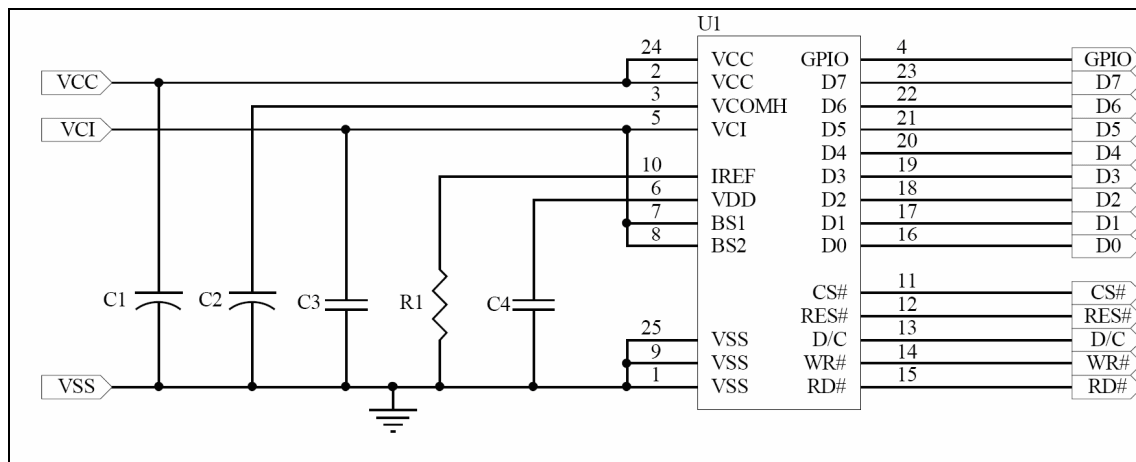 U1
24 VCC GPIO 4 GPIO
VCC 2 VCC D7 23 D7
3 VCOMH D6 22 D6
VCI 5 VCI D5 21 D5
D4 20 D4
10 IREF D3 19 D3
6 VDD D2 18 D2
7 BS1 D1 17 D1
8 BS2 D0 16 D0
CS# 11 CS#
C1 C2 C3 R1 C4
RES# 12 RES#
25 VSS D/C 13 D/C
9 VSS WR# 14 WR#
VSS 1 VSS RD# 15 RD#